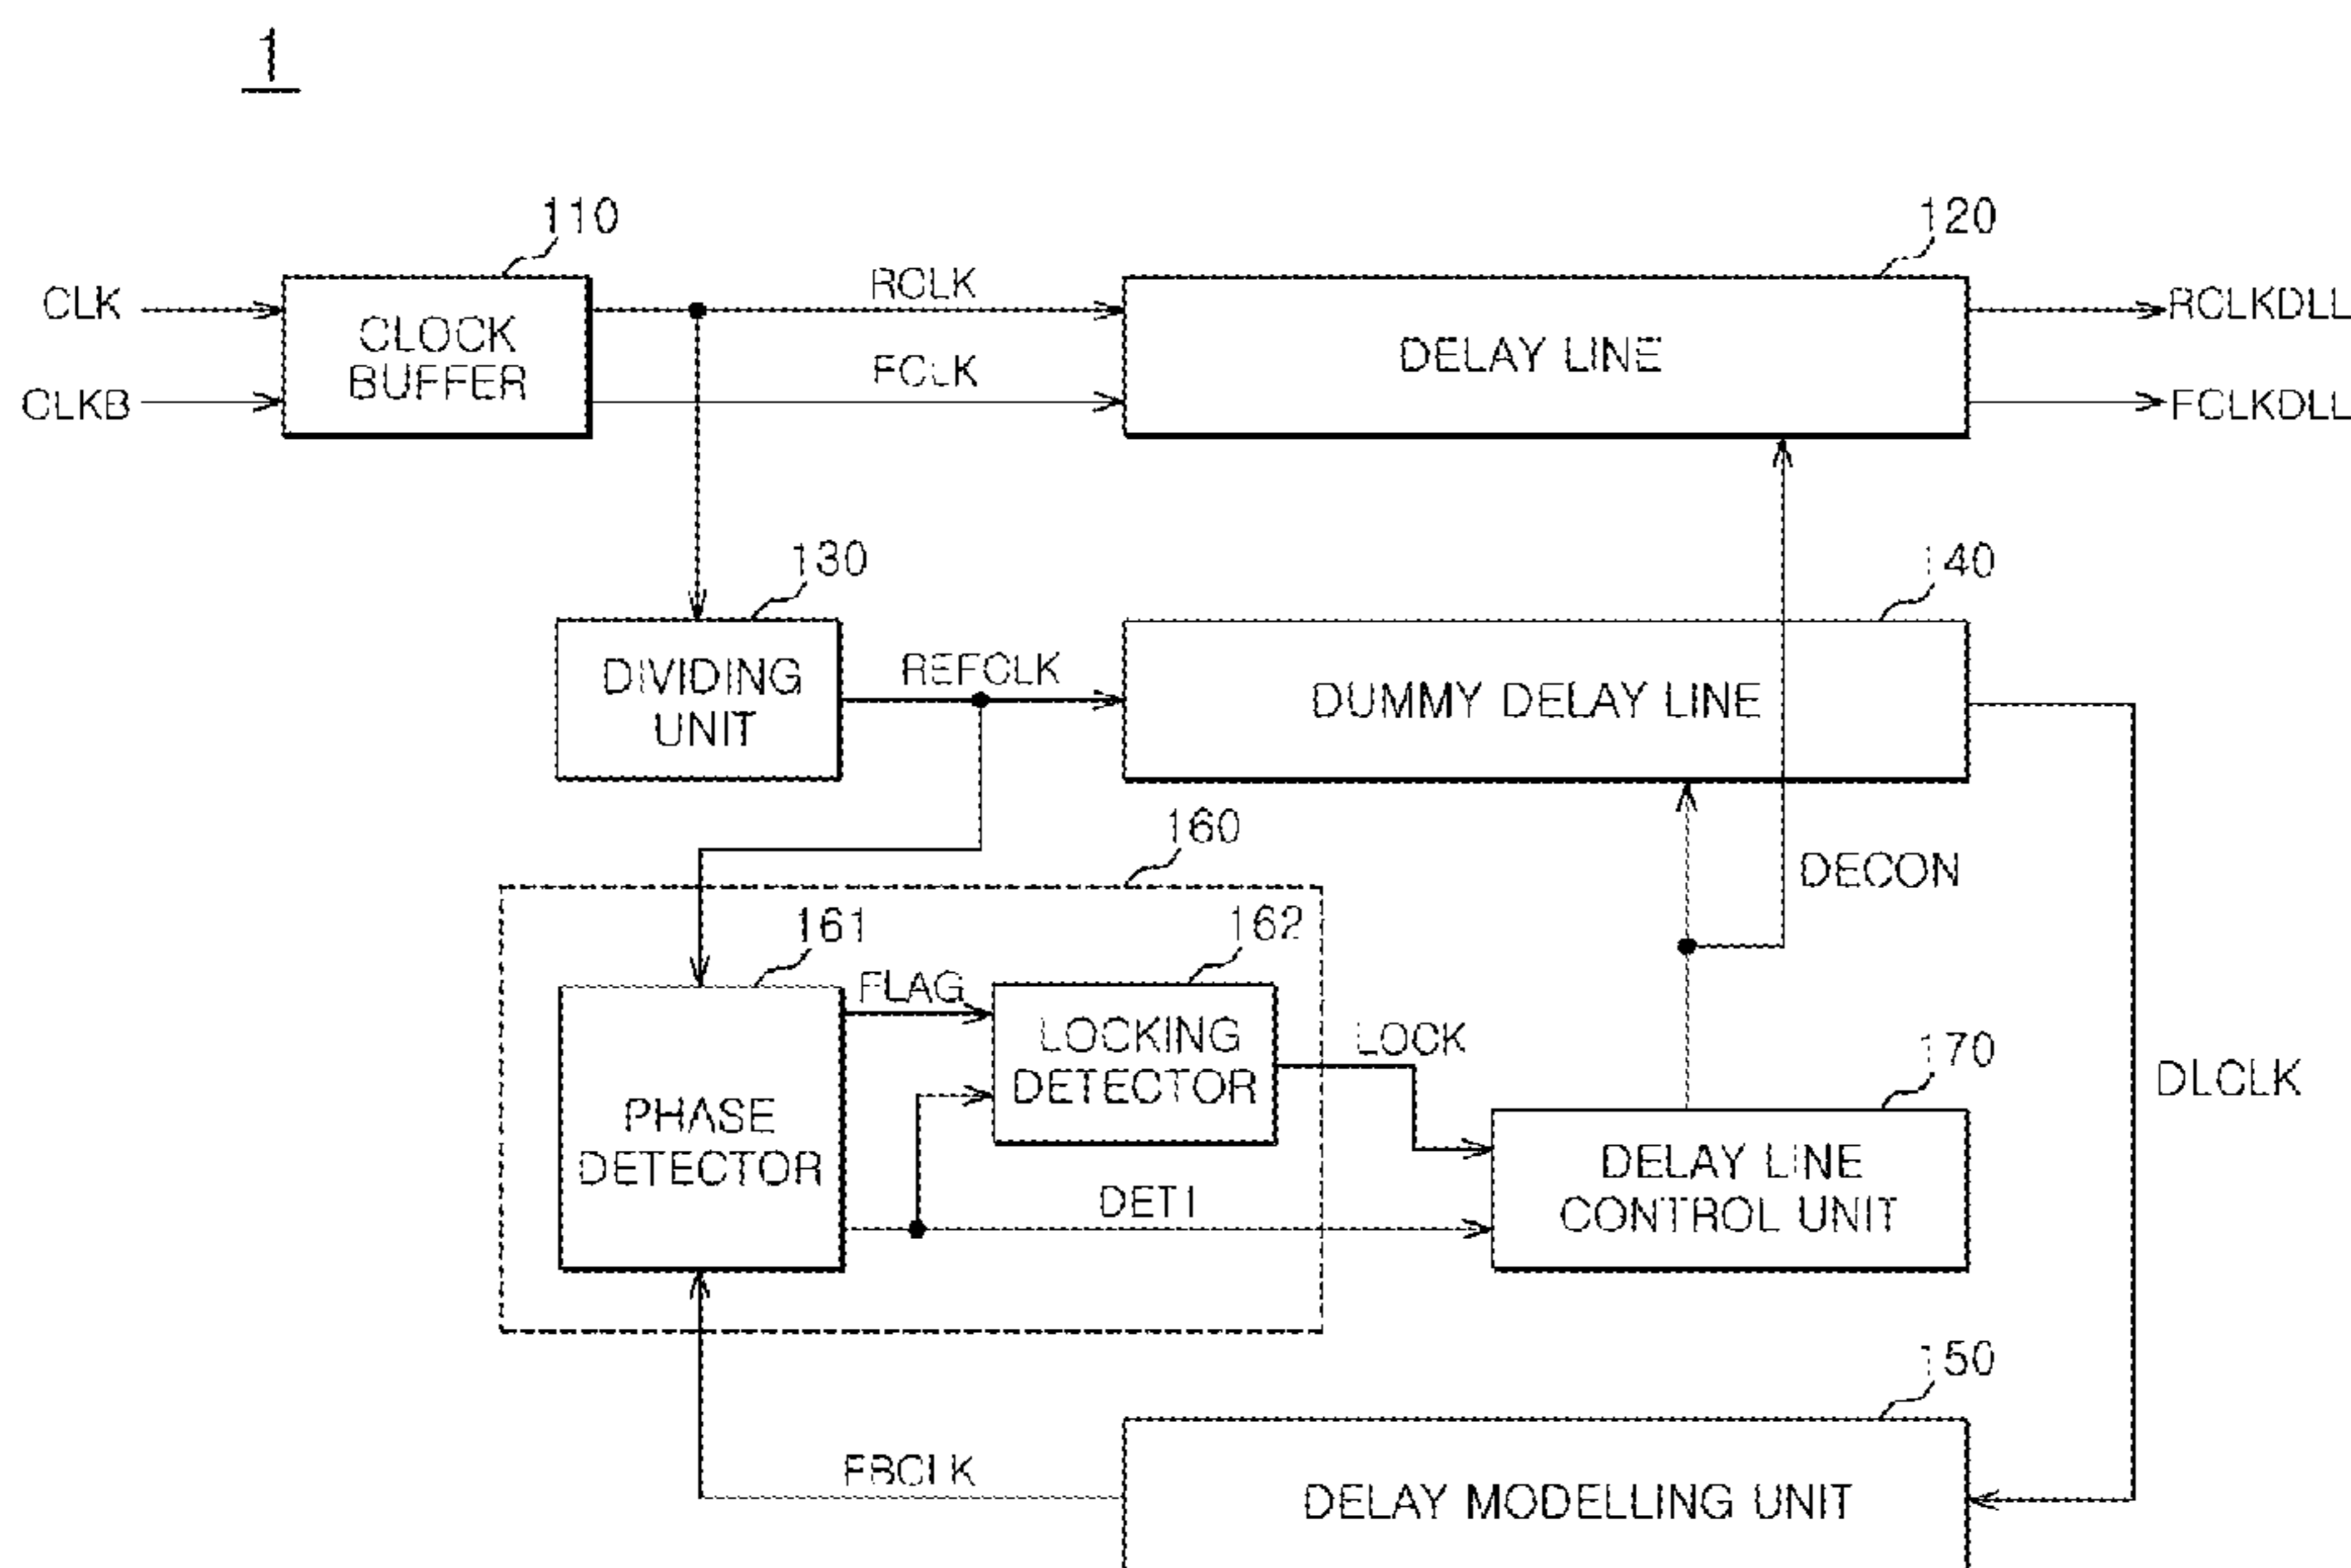 1
110
120
CLK
CLOCK
BUFFER
RCLK
DELAY LINE
RCLKDLL
CLKB
FCLK
FCLKDLL
130
140
DIVIDING
UNIT
REFCLK
DUMMY DELAY LINE
160
DECON
161
162
FLAG
LOCKING
DETECTOR
LOCK
170
DLCLK
PHASE
DETECTOR
DET1
DELAY LINE
CONTROL UNIT
150
FBCLK
DELAY MODELLING UNIT